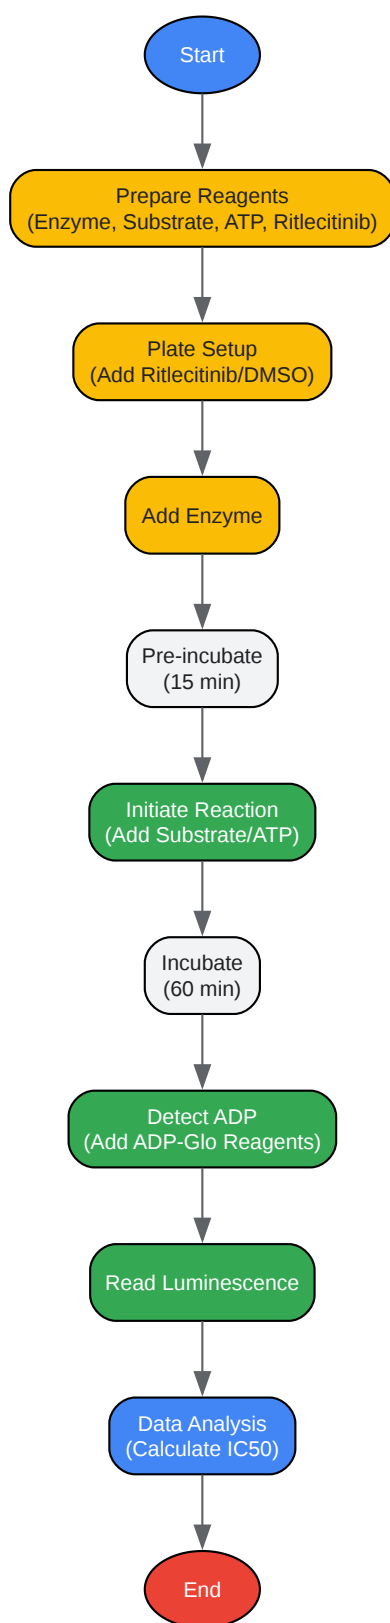 Start
Prepare Reagents
(Enzyme, Substrate, ATP, Ritlecitinib)
Plate Setup
(Add Ritlecitinib/DMSO)
Add Enzyme
Pre-incubate
(15 min)
Initiate Reaction
(Add Substrate/ATP)
Incubate
(60 min)
Detect ADP
(Add ADP-Glo Reagents)
Read Luminescence
Data Analysis
(Calculate IC50)
End